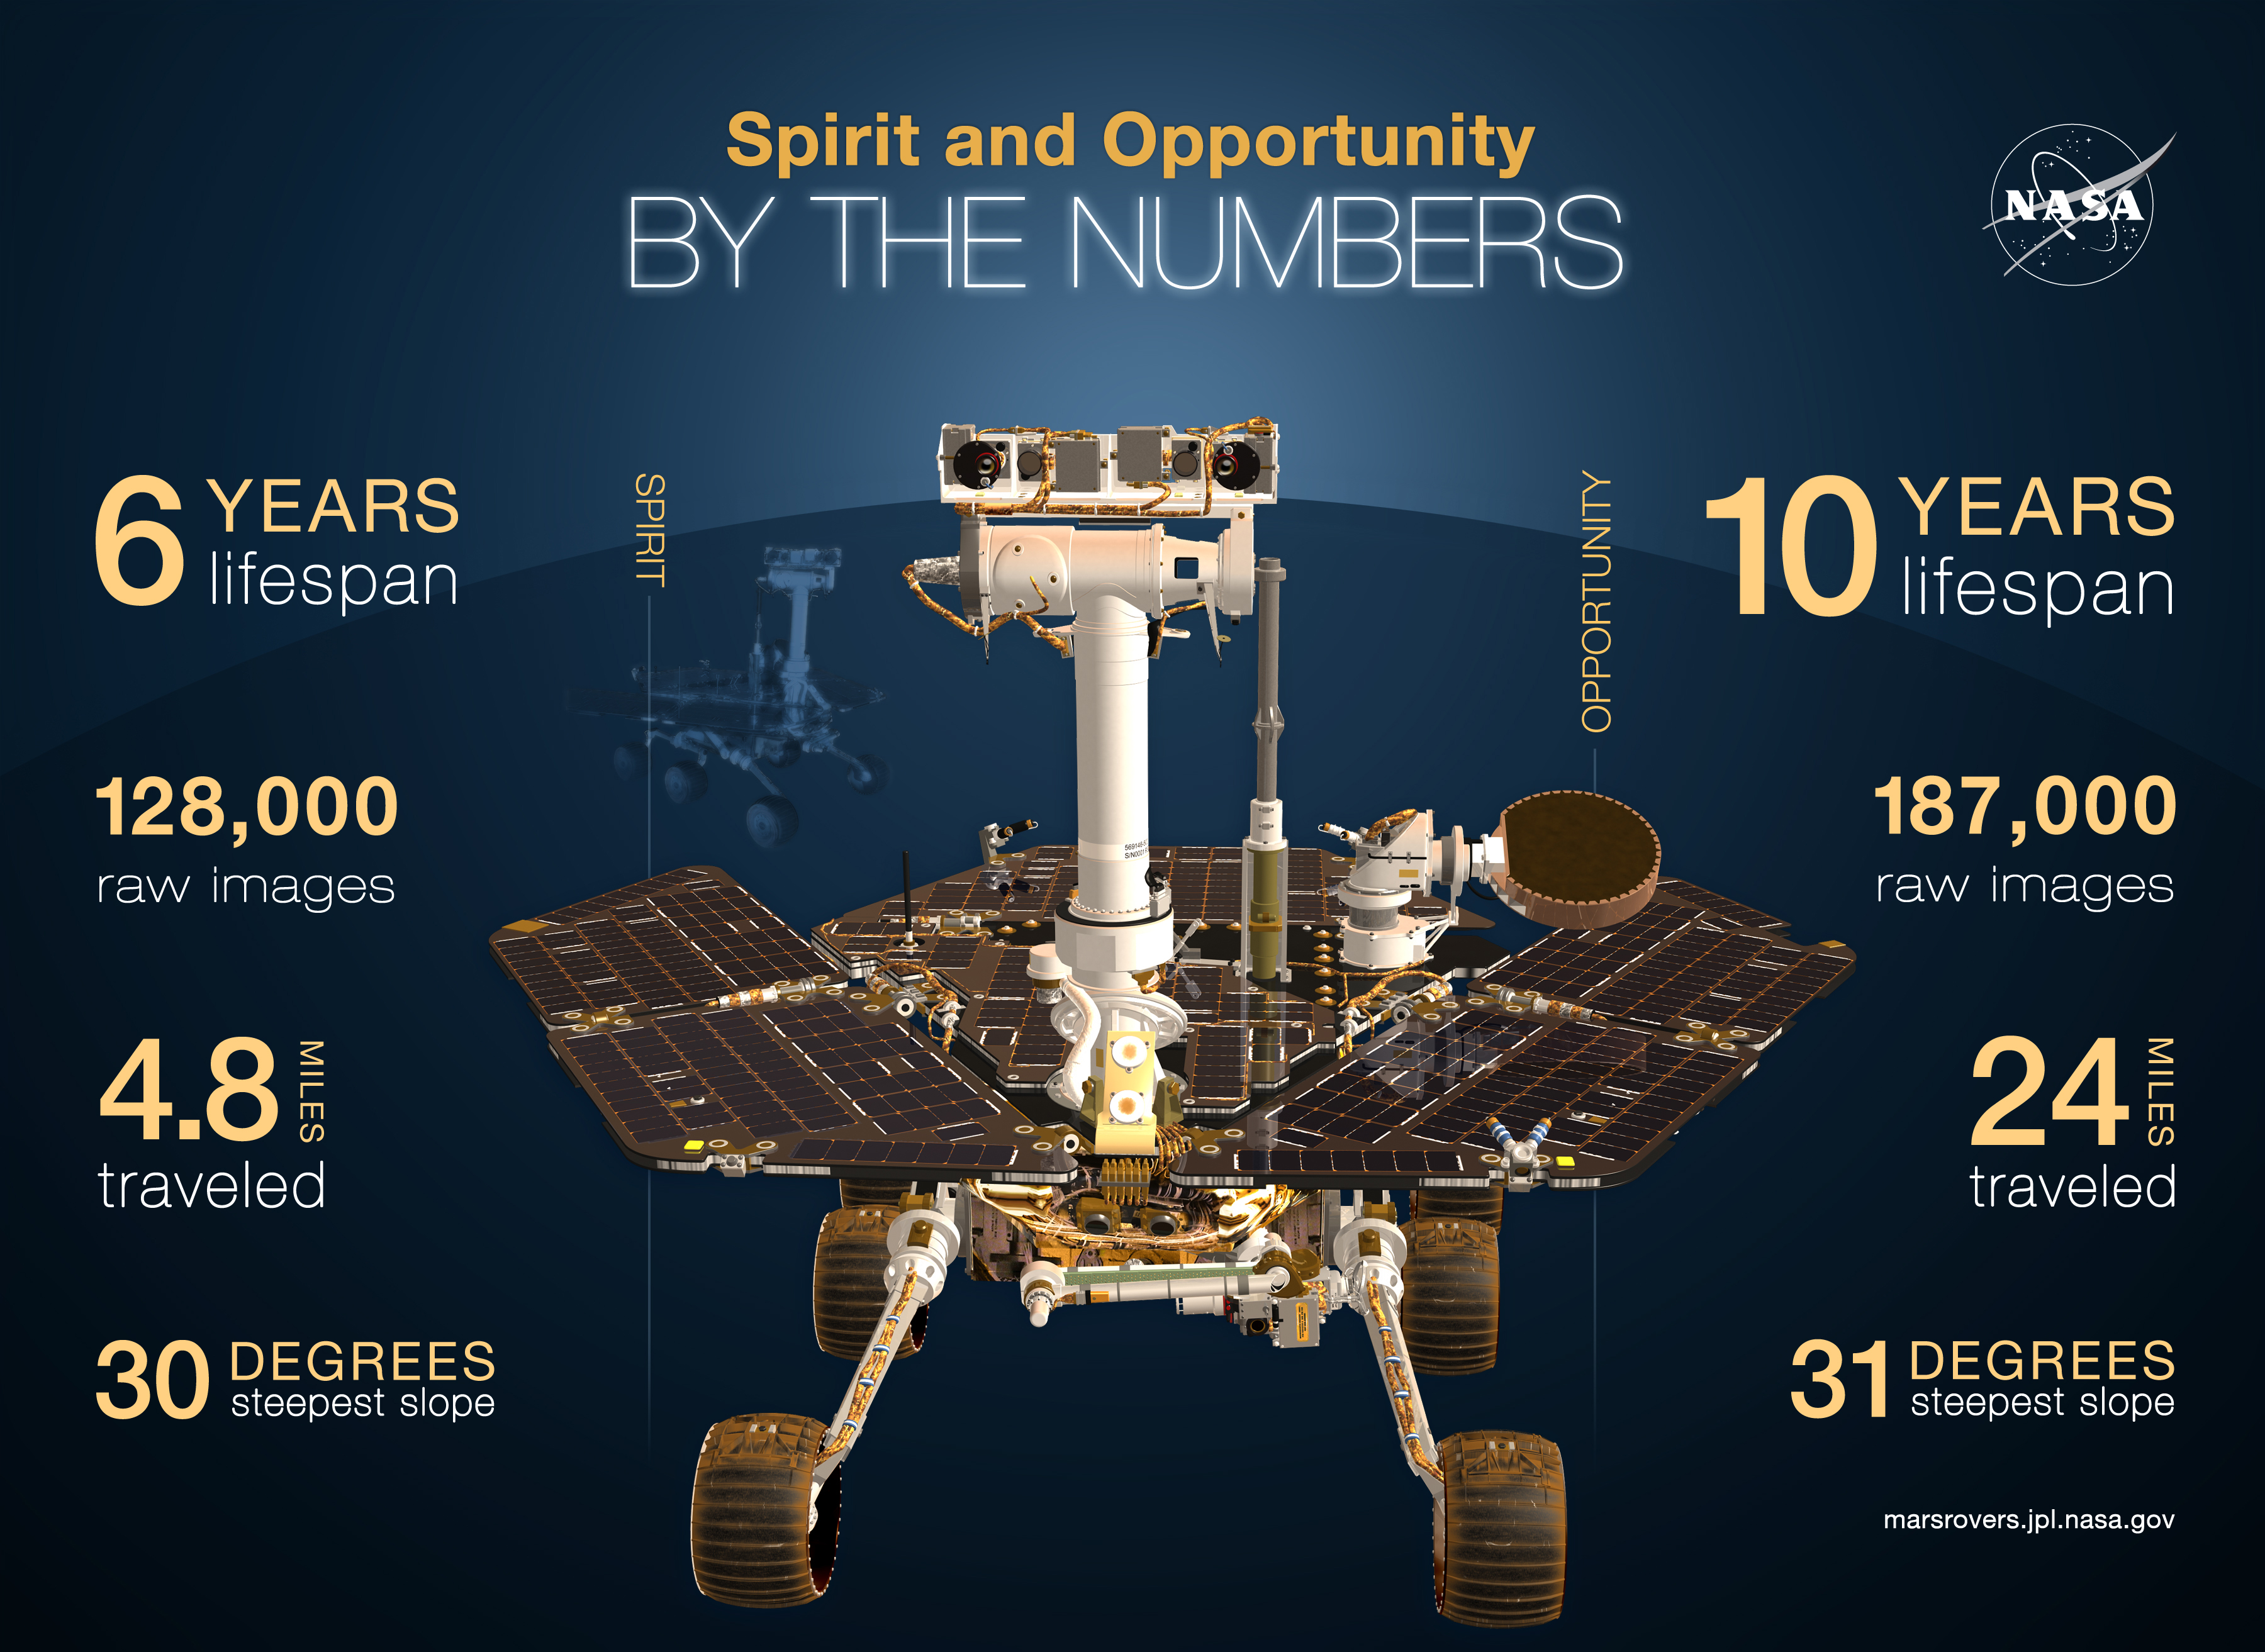 Spirit and Opportunity
BY THE NUMBERS
NASA
SPIRIT
6 YEARS
lifespan
128,000
raw images
4.8 MILES
traveled
30 DEGREES
steepest slope
OPPORTUNITY
10 YEARS
lifespan
187,000
raw images
24 MILES
traveled
31 DEGREES
steepest slope
marsrovers.jpl.nasa.gov